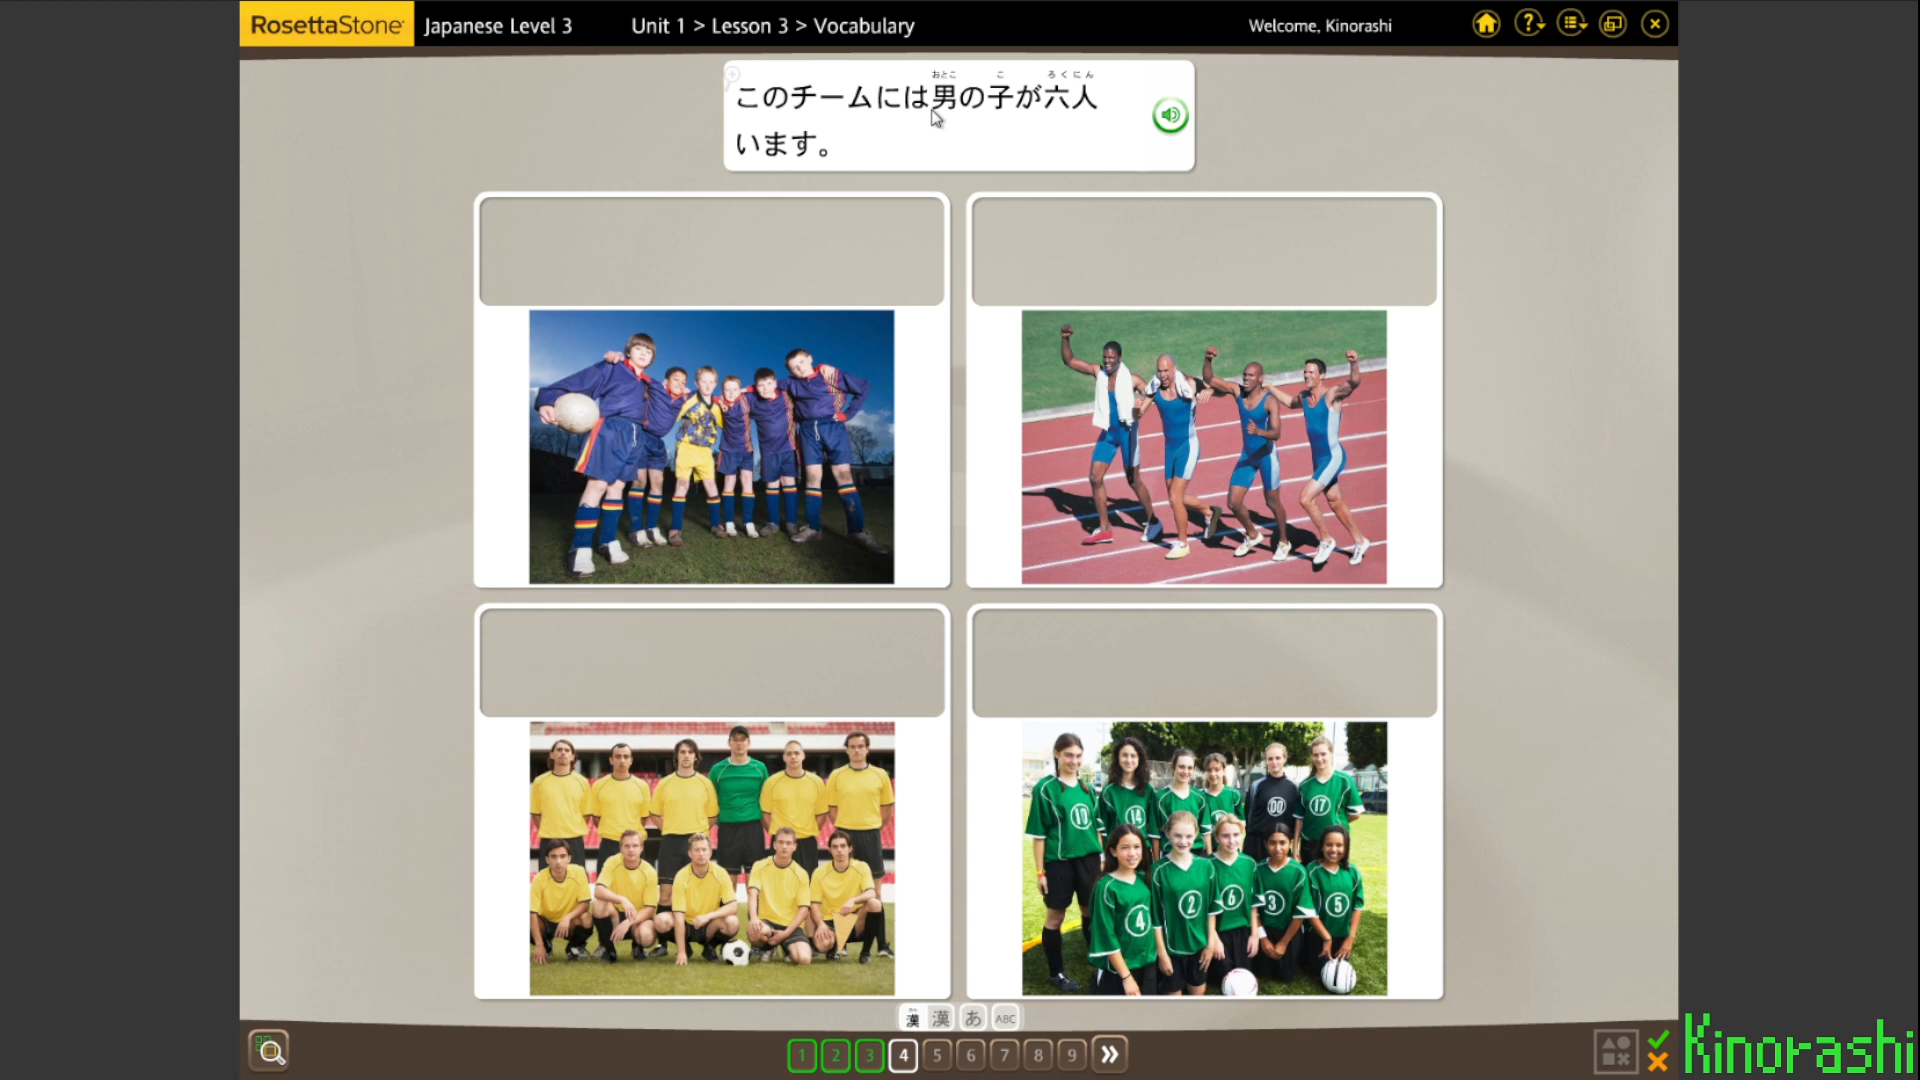 RosettaStone
Japanese Level 3
Unit 1 > Lesson 3 > Vocabulary
Welcome, Kinorashi
おとこ こ ろくにん
このチームには男の子が六人
います。
10 14 00 17
4 2 6 3 5
漢 漢 あ ABC
1 2 3 4 5 6 7 8 9
Kinorashi